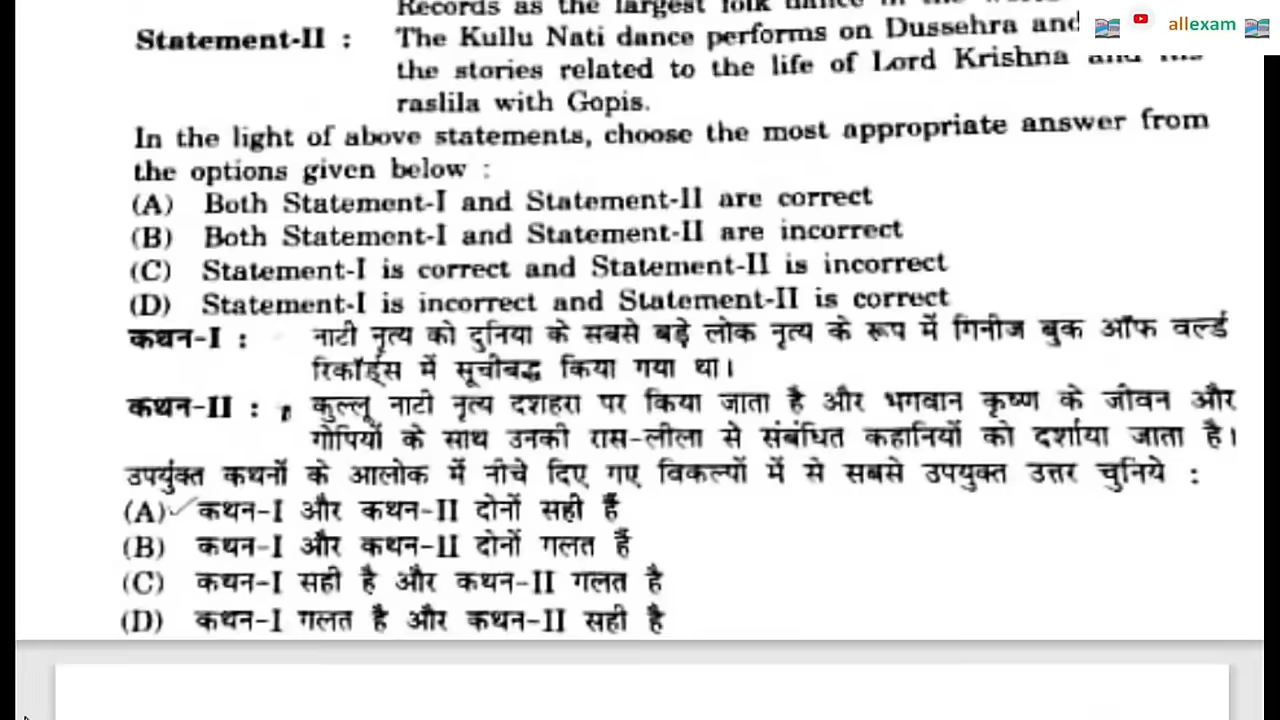 Records as the largest folk dance in the
allexam
Statement-II : The Kullu Nati dance performs on Dussehra and
the stories related to the life of Lord Krishna and his
raslila with Gopis.
In the light of above statements, choose the most appropriate answer from
the options given below :
(A) Both Statement-I and Statement-II are correct
(B) Both Statement-I and Statement-II are incorrect
(C) Statement-I is correct and Statement-II is incorrect
(D) Statement-I is incorrect and Statement-II is correct
कथन-I : नाटी नृत्य को दुनिया के सबसे बड़े लोक नृत्य के रूप में गिनीज बुक ऑफ वर्ल्ड
रिकॉर्ड्स में सूचीबद्ध किया गया था।
कथन-II : कुल्लू नाटी नृत्य दशहरा पर किया जाता है और भगवान कृष्ण के जीवन और
गोपियों के साथ उनकी रास-लीला से संबंधित कहानियों को दर्शाया जाता है।
उपर्युक्त कथनों के आलोक में नीचे दिए गए विकल्पों में से सबसे उपयुक्त उत्तर चुनिये :
(A) कथन-I और कथन-II दोनों सही हैं
(B) कथन-I और कथन-II दोनों गलत हैं
(C) कथन-I सही है और कथन-II गलत है
(D) कथन-I गलत है और कथन-II सही है